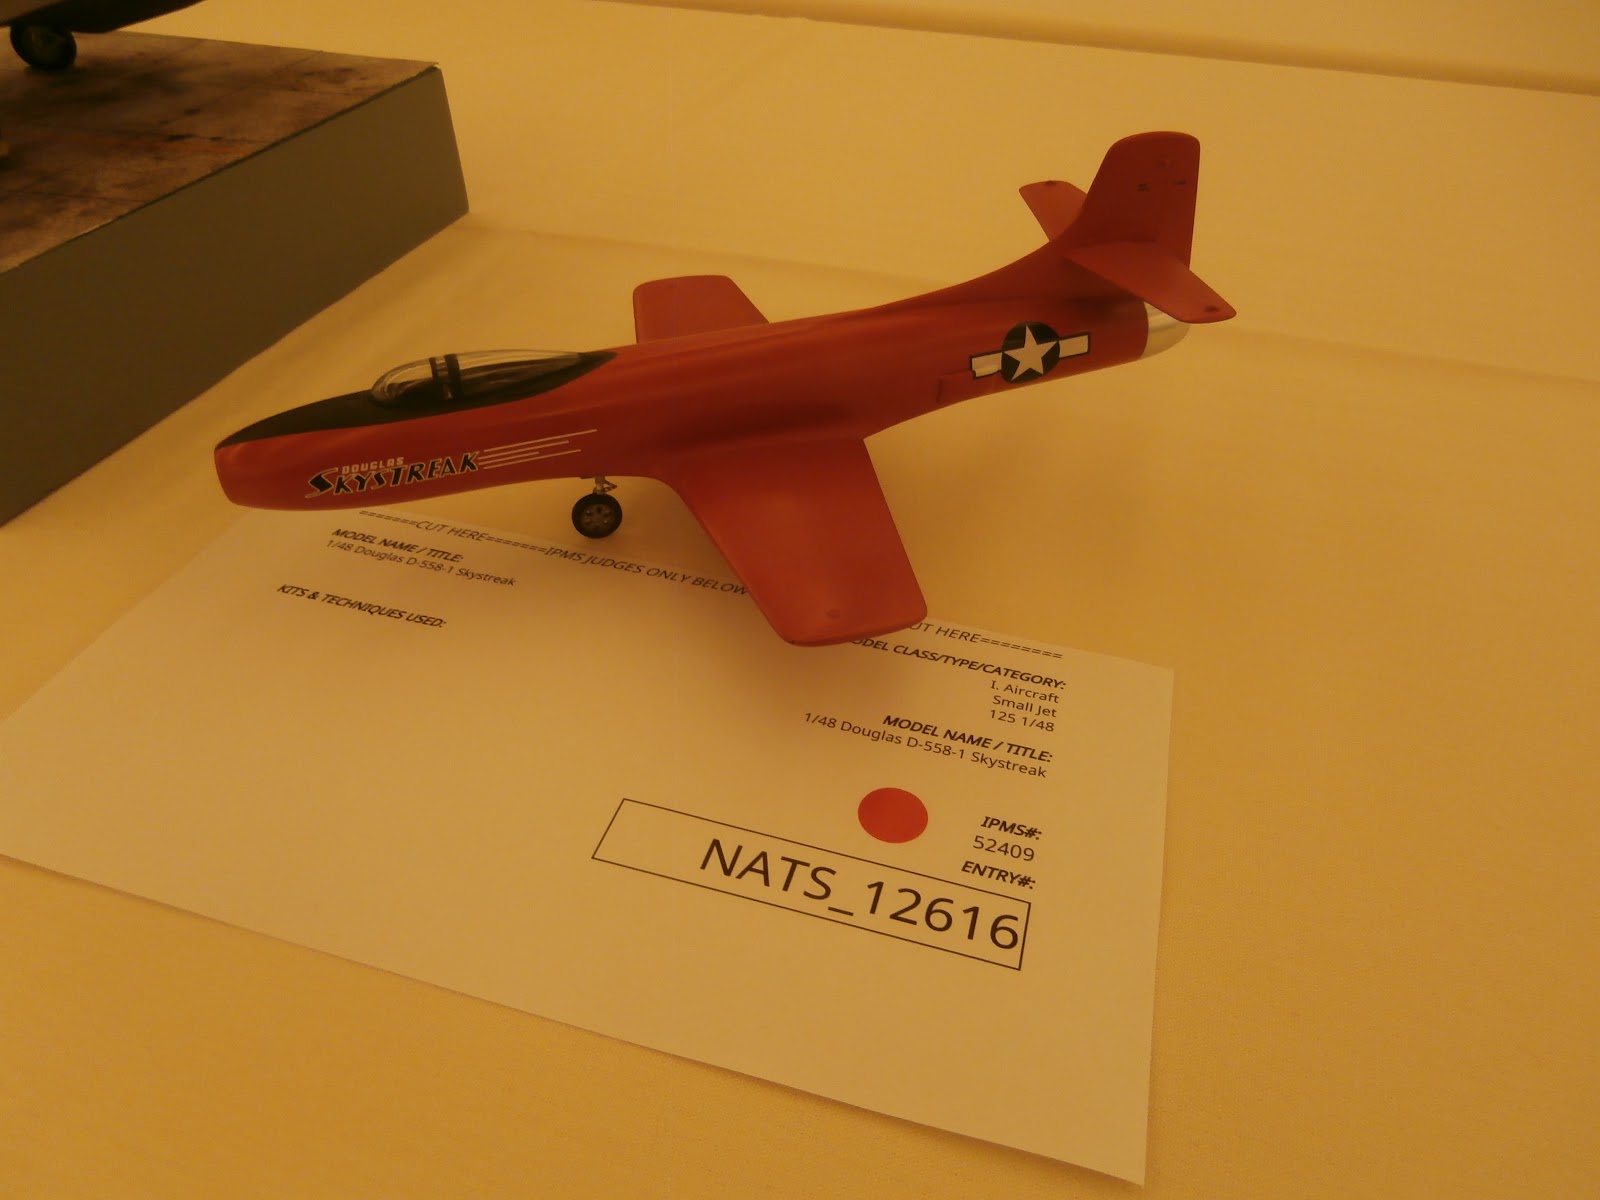 DOUGLAS
SKYSTREAK
=======CUT HERE=======IPMS JUDGES ONLY BELOW
UT HERE========
MODEL NAME / TITLE:
1/48 Douglas D-558-1 Skystreak
KITS & TECHNIQUES USED:
ODEL CLASS/TYPE/CATEGORY:
I. Aircraft
Small Jet
125 1/48
MODEL NAME / TITLE:
1/48 Douglas D-558-1 Skystreak
IPMS#:
52409
ENTRY#:
NATS_12616